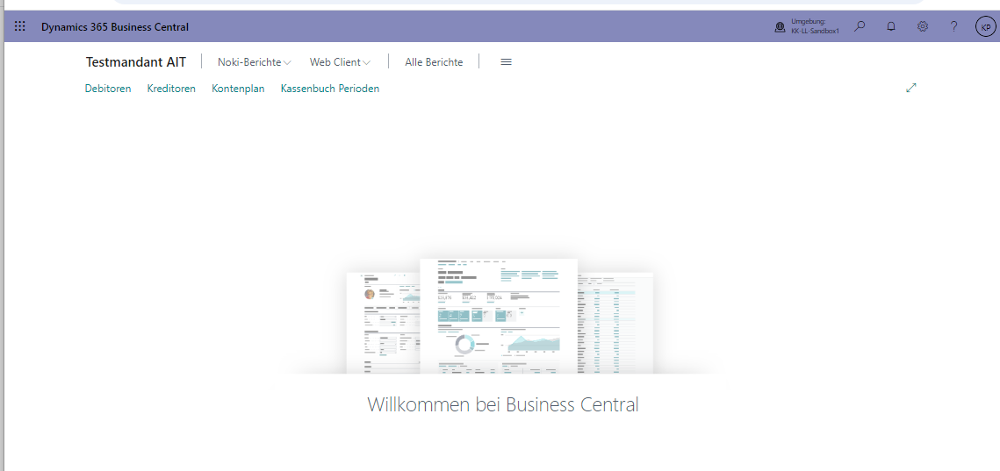 Dynamics 365 Business Central
Umgebung:
KK-LL-Sandbox1
?
KP
Testmandant AIT
Noki-Berichte
Web Client
Alle Berichte
Debitoren
Kreditoren
Kontenplan
Kassenbuch Perioden
Willkommen bei Business Central